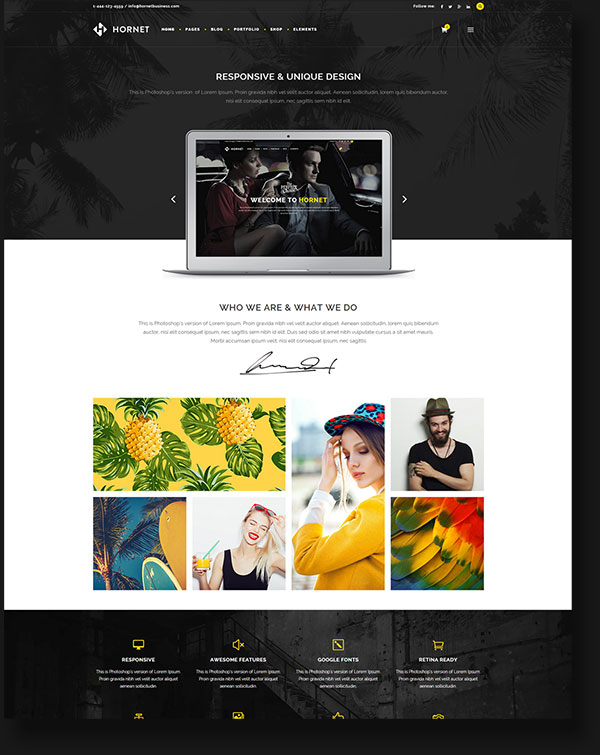 1-444-123-4559 / info@hornetbusiness.com
Follow me:
HORNET
HOME PAGES BLOG PORTFOLIO SHOP ELEMENTS
RESPONSIVE & UNIQUE DESIGN
This is Photoshop's version of Lorem Ipsum. Proin gravida nibh vel velit auctor aliquet. Aenean sollicitudin, lorem quis bibendum auctor,
nisi elit consequat ipsum, nec sagittis sem nibh id elit.
HORNET
WELCOME TO HORNET
WHO WE ARE & WHAT WE DO
This is Photoshop's version of Lorem Ipsum. Proin gravida nibh vel velit auctor aliquet. Aenean sollicitudin, lorem quis bibendum
auctor, nisi elit consequat ipsum, nec sagittis sem nibh id elit. Duis sed odio sit amet nibh vulputate cursus a sit amet mauris.
Morbi accumsan ipsum velit. nec sagittis sem nibh id elit. nec sagittis
RESPONSIVE
This is Photoshop's version of Lorem Ipsum.
Proin gravida nibh vel velit auctor aliquet
aenean sollicitudin.
AWESOME FEATURES
This is Photoshop's version of Lorem Ipsum.
Proin gravida nibh vel velit auctor aliquet
aenean sollicitudin.
GOOGLE FONTS
This is Photoshop's version of Lorem Ipsum.
Proin gravida nibh vel velit auctor aliquet
aenean sollicitudin.
RETINA READY
This is Photoshop's version of Lorem Ipsum.
Proin gravida nibh vel velit auctor aliquet
aenean sollicitudin.